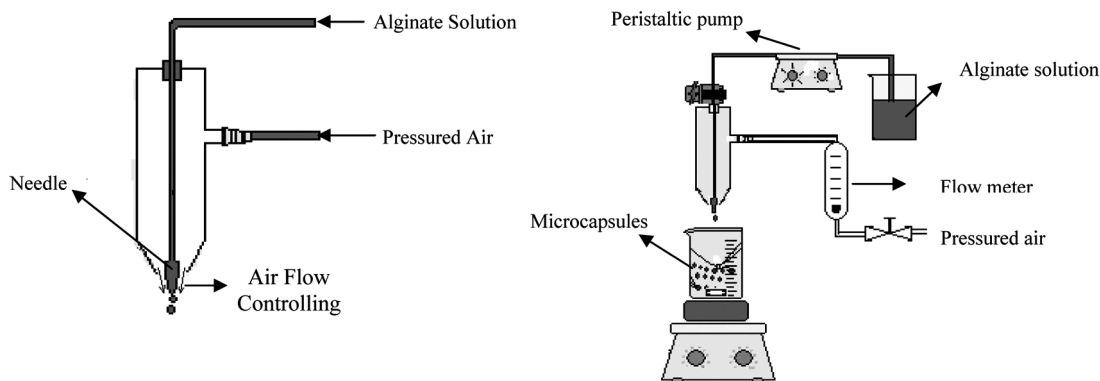 Alginate Solution
Pressured Air
Needle
Air Flow
Controlling
Peristaltic pump
Alginate solution
Flow meter
Microcapsules
Pressured air